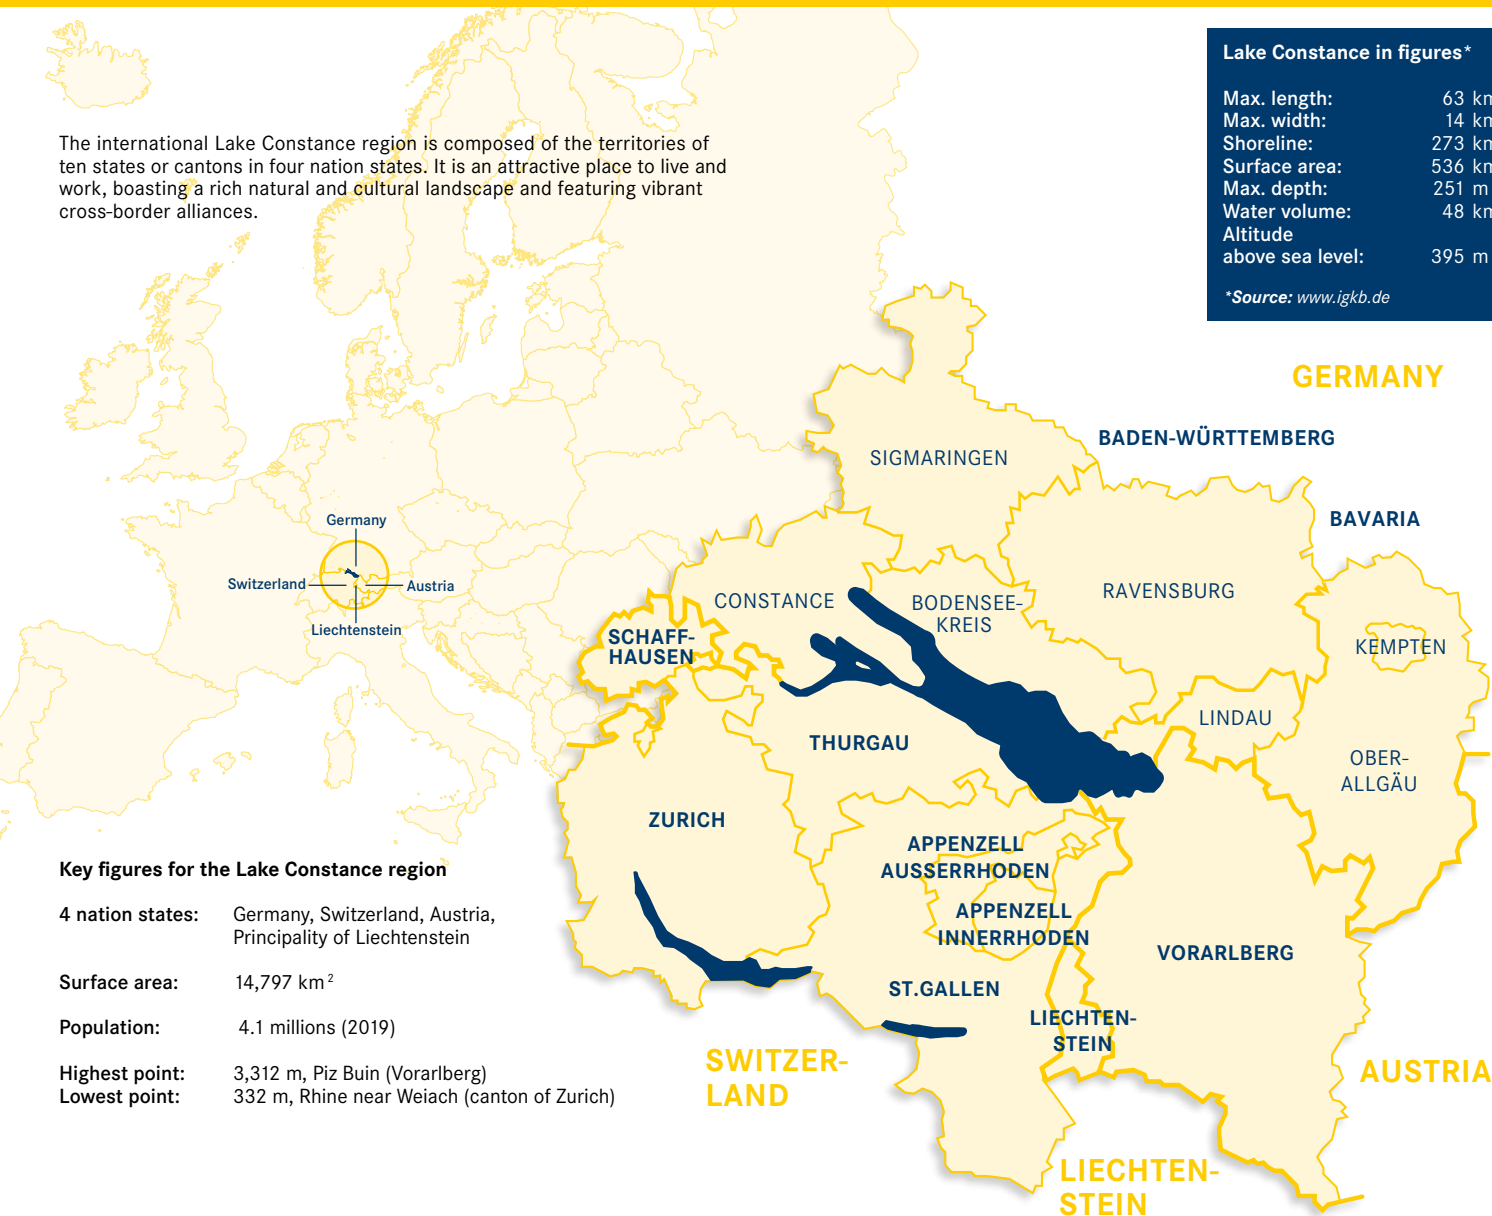 Lake Constance in figures*
Max. length: 63 km
Max. width: 14 km
Shoreline: 273 km
Surface area: 536 km
Max. depth: 251 m
Water volume: 48 km
Altitude
above sea level: 395 m
*Source: www.igkb.de
The international Lake Constance region is composed of the territories of
ten states or cantons in four nation states. It is an attractive place to live and
work, boasting a rich natural and cultural landscape and featuring vibrant
cross-border alliances.
GERMANY
BADEN-WÜRTTEMBERG
SIGMARINGEN
BAVARIA
Germany
Switzerland
Austria
Liechtenstein
CONSTANCE
BODENSEE-
KREIS
RAVENSBURG
SCHAFF-
HAUSEN
KEMPTEN
LINDAU
THURGAU
OBER-
ALLGÄU
ZURICH
APPENZELL
AUSSERRHODEN
APPENZELL
INNERRHODEN
VORARLBERG
ST.GALLEN
LIECHTEN-
STEIN
SWITZER-
LAND
AUSTRIA
LIECHTEN-
STEIN
Key figures for the Lake Constance region
4 nation states: Germany, Switzerland, Austria,
Principality of Liechtenstein
Surface area: 14,797 km²
Population: 4.1 millions (2019)
Highest point: 3,312 m, Piz Buin (Vorarlberg)
Lowest point: 332 m, Rhine near Weiach (canton of Zurich)